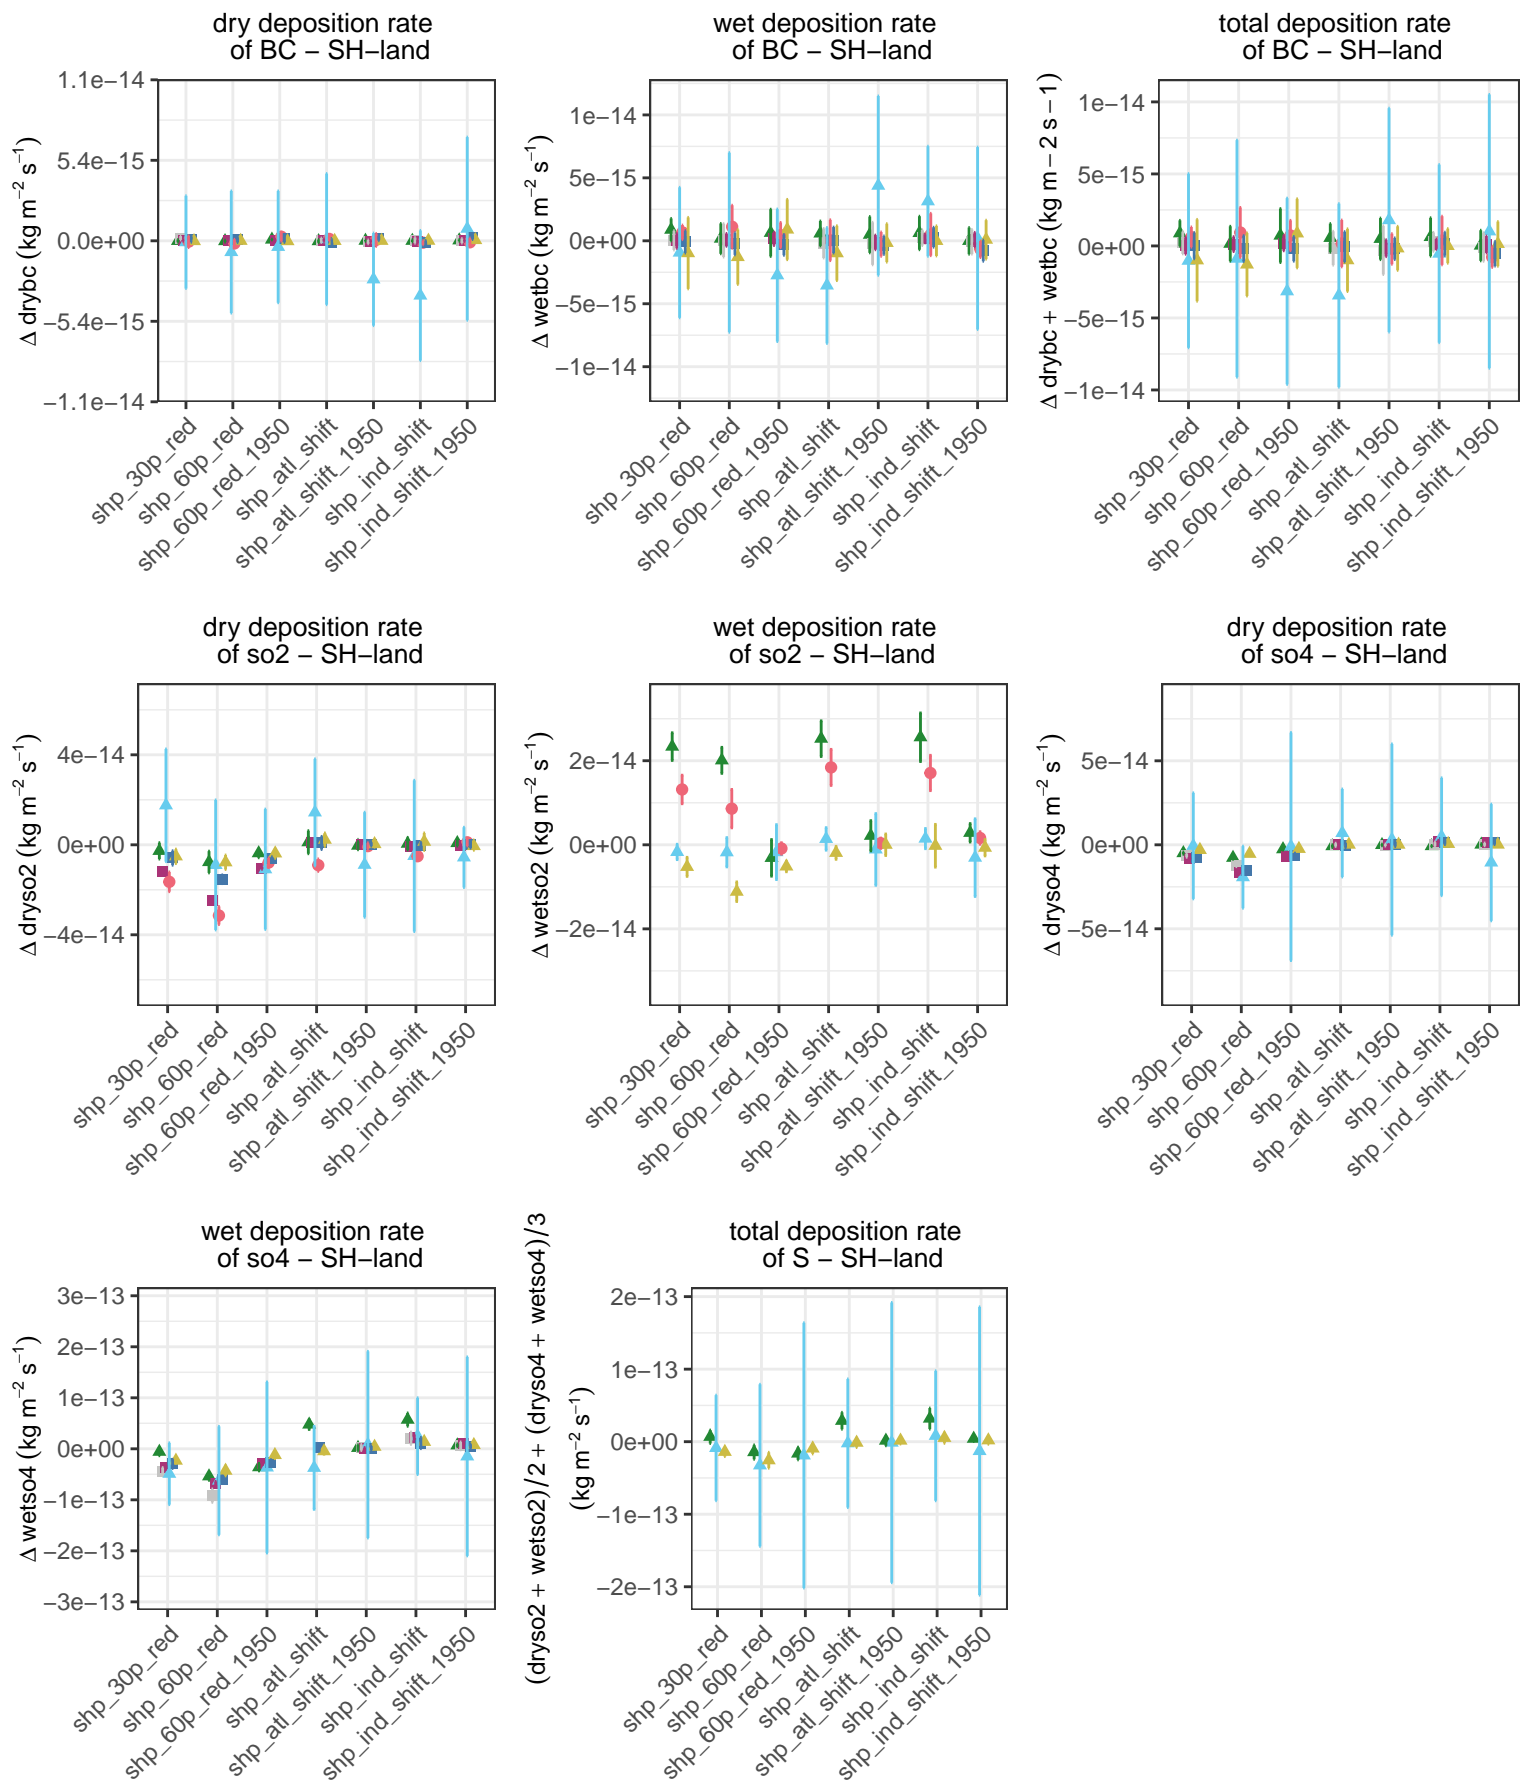 dry deposition rate
of BC − SH−land
Δ drybc (kg m−2 s−1)
1.1e−14
5.4e−15
0.0e+00
−5.4e−15
−1.1e−14
shp_30p_red
shp_60p_red
shp_60p_red_1950
shp_atl_shift
shp_atl_shift_1950
shp_ind_shift
shp_ind_shift_1950
wet deposition rate
of BC − SH−land
Δ wetbc (kg m−2 s−1)
1e−14
5e−15
0e+00
−5e−15
−1e−14
shp_30p_red
shp_60p_red
shp_60p_red_1950
shp_atl_shift
shp_atl_shift_1950
shp_ind_shift
shp_ind_shift_1950
total deposition rate
of BC − SH−land
Δ drybc + wetbc (kg m − 2 s − 1)
1e−14
5e−15
0e+00
−5e−15
−1e−14
shp_30p_red
shp_60p_red
shp_60p_red_1950
shp_atl_shift
shp_atl_shift_1950
shp_ind_shift
shp_ind_shift_1950
dry deposition rate
of so2 − SH−land
Δ dryso2 (kg m−2 s−1)
4e−14
0e+00
−4e−14
shp_30p_red
shp_60p_red
shp_60p_red_1950
shp_atl_shift
shp_atl_shift_1950
shp_ind_shift
shp_ind_shift_1950
wet deposition rate
of so2 − SH−land
Δ wetso2 (kg m−2 s−1)
2e−14
0e+00
−2e−14
shp_30p_red
shp_60p_red
shp_60p_red_1950
shp_atl_shift
shp_atl_shift_1950
shp_ind_shift
shp_ind_shift_1950
dry deposition rate
of so4 − SH−land
Δ dryso4 (kg m−2 s−1)
5e−14
0e+00
−5e−14
shp_30p_red
shp_60p_red
shp_60p_red_1950
shp_atl_shift
shp_atl_shift_1950
shp_ind_shift
shp_ind_shift_1950
wet deposition rate
of so4 − SH−land
Δ wetso4 (kg m−2 s−1)
3e−13
2e−13
1e−13
0e+00
−1e−13
−2e−13
−3e−13
shp_30p_red
shp_60p_red
shp_60p_red_1950
shp_atl_shift
shp_atl_shift_1950
shp_ind_shift
shp_ind_shift_1950
total deposition rate
of S − SH−land
(dryso2 + wetso2)/2 + (dryso4 + wetso4)/3
(kg m−2 s−1)
2e−13
1e−13
0e+00
−1e−13
−2e−13
shp_30p_red
shp_60p_red
shp_60p_red_1950
shp_atl_shift
shp_atl_shift_1950
shp_ind_shift
shp_ind_shift_1950